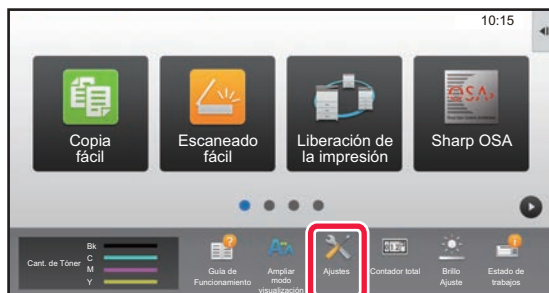 10:15
Copia
fácil
Escaneado
fácil
Liberación de
la impresión
Sharp OSA
Cant. de Tóner
Bk
C
M
Y
Guía de
Funcionamiento
Ampliar
modo
visualización
Ajustes
Contador total
Brillo
Ajuste
Estado de
trabajos